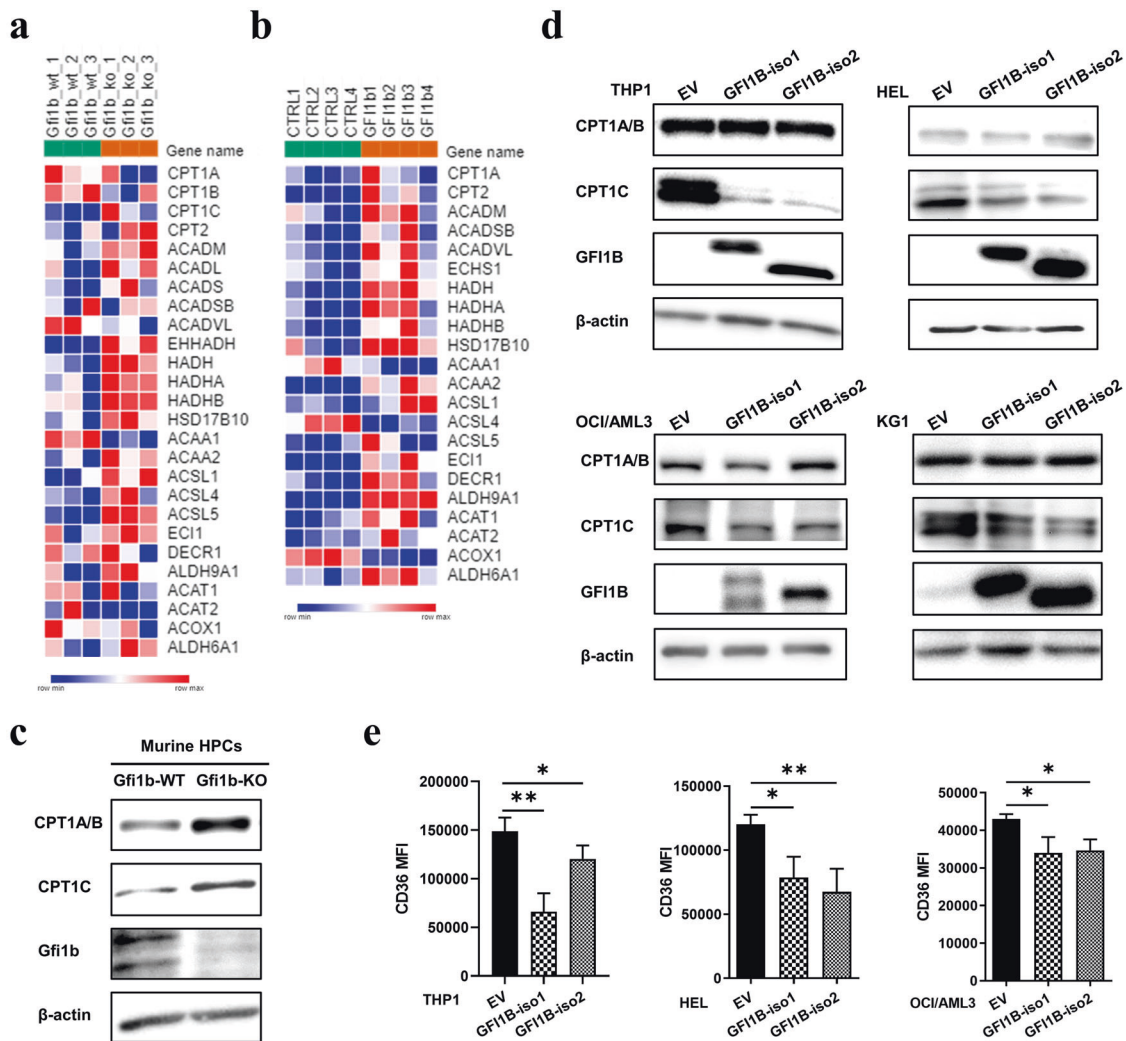 a
Gfi1b_wt_1
Gfi1b_wt_2
Gfi1b_wt_3
Gfi1b_ko_1
Gfi1b_ko_2
Gfi1b_ko_3
Gene name
CPT1A
CPT1B
CPT1C
CPT2
ACADM
ACADL
ACADS
ACADSB
ACADVL
EHHADH
HADH
HADHA
HADHB
HSD17B10
ACAA1
ACAA2
ACSL1
ACSL4
ACSL5
ECI1
DECR1
ALDH9A1
ACAT1
ACAT2
ACOX1
ALDH6A1
row min row max
b
CTRL1
CTRL2
CTRL3
CTRL4
GFI1b1
GFI1b2
GFI1b3
GFI1b4
Gene name
CPT1A
CPT2
ACADM
ACADSB
ACADVL
ECHS1
HADH
HADHA
HADHB
HSD17B10
ACAA1
ACAA2
ACSL1
ACSL4
ACSL5
ECI1
DECR1
ALDH9A1
ACAT1
ACAT2
ACOX1
ALDH6A1
row min row max
c
Murine HPCs
Gfi1b-WT Gfi1b-KO
CPT1A/B
CPT1C
Gfi1b
β-actin
d
THP1 EV GFI1B-iso1 GFI1B-iso2
CPT1A/B
CPT1C
GFI1B
β-actin
HEL EV GFI1B-iso1 GFI1B-iso2
OCI/AML3 EV GFI1B-iso1 GFI1B-iso2
CPT1A/B
CPT1C
GFI1B
β-actin
KG1 EV GFI1B-iso1 GFI1B-iso2
e
CD36 MFI
200000
150000
100000
50000
0
*
**
THP1 EV GFI1B-iso1 GFI1B-iso2
CD36 MFI
150000
100000
50000
0
**
*
HEL EV GFI1B-iso1 GFI1B-iso2
CD36 MFI
50000
40000
30000
20000
10000
0
*
*
OCI/AML3 EV GFI1B-iso1 GFI1B-iso2